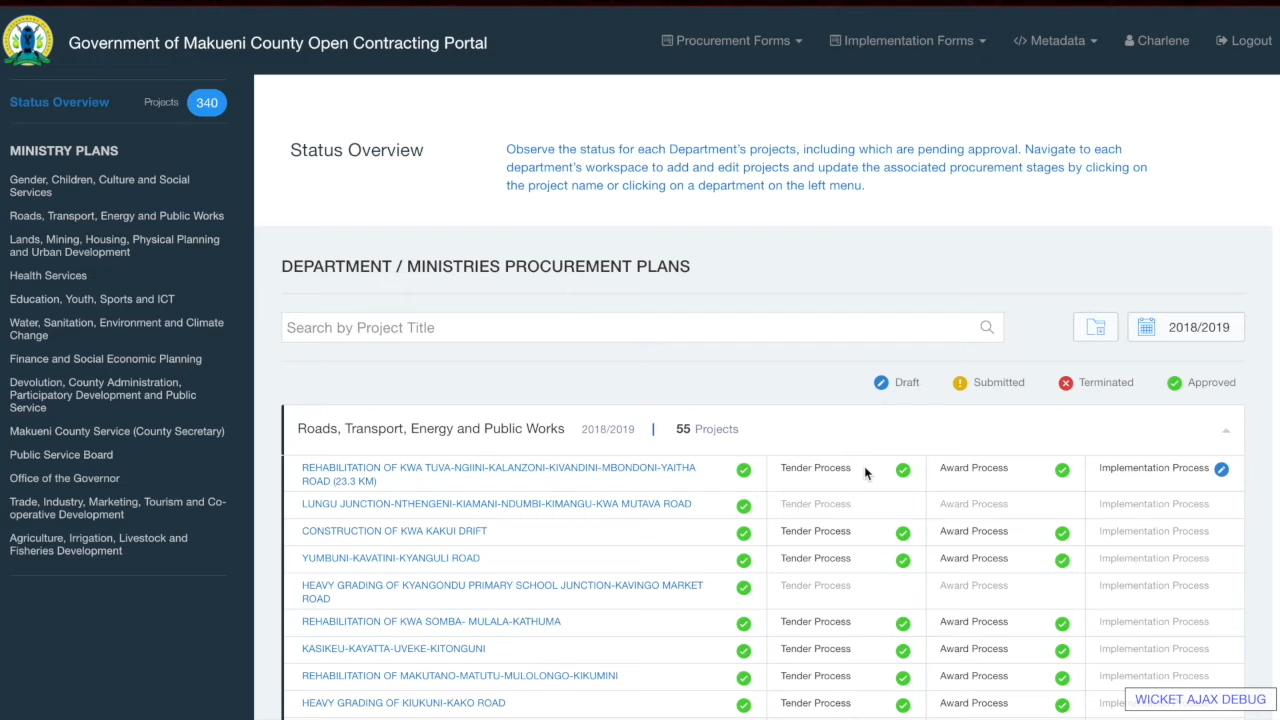 Government of Makueni County Open Contracting Portal
Procurement Forms
Implementation Forms
</> Metadata
Charlene
Logout
Status Overview
Projects
340
MINISTRY PLANS
Gender, Children, Culture and Social
Services
Roads, Transport, Energy and Public Works
Lands, Mining, Housing, Physical Planning
and Urban Development
Health Services
Education, Youth, Sports and ICT
Water, Sanitation, Environment and Climate
Change
Finance and Social Economic Planning
Devolution, County Administration,
Participatory Development and Public
Service
Makueni County Service (County Secretary)
Public Service Board
Office of the Governor
Trade, Industry, Marketing, Tourism and Co-
operative Development
Agriculture, Irrigation, Livestock and
Fisheries Development
Status Overview
Observe the status for each Department's projects, including which are pending approval. Navigate to each
department's workspace to add and edit projects and update the associated procurement stages by clicking on
the project name or clicking on a department on the left menu.
DEPARTMENT / MINISTRIES PROCUREMENT PLANS
Search by Project Title
2018/2019
Draft
Submitted
Terminated
Approved
Roads, Transport, Energy and Public Works 2018/2019 | 55 Projects
REHABILITATION OF KWA TUVA-NGIINI-KALANZONI-KIVANDINI-MBONDONI-YAITHA
ROAD (23.3 KM)
Tender Process
Award Process
Implementation Process
LUNGU JUNCTION-NTHENGENI-KIAMANI-NDUMBI-KIMANGU-KWA MUTAVA ROAD
Tender Process
Award Process
Implementation Process
CONSTRUCTION OF KWA KAKUI DRIFT
Tender Process
Award Process
Implementation Process
YUMBUNI-KAVATINI-KYANGULI ROAD
Tender Process
Award Process
Implementation Process
HEAVY GRADING OF KYANGONDU PRIMARY SCHOOL JUNCTION-KAVINGO MARKET
ROAD
Tender Process
Award Process
Implementation Process
REHABILITATION OF KWA SOMBA- MULALA-KATHUMA
Tender Process
Award Process
Implementation Process
KASIKEU-KAYATTA-UVEKE-KITONGUNI
Tender Process
Award Process
Implementation Process
REHABILITATION OF MAKUTANO-MATUTU-MULOLONGO-KIKUMINI
Tender Process
Award Process
Implementation Process
HEAVY GRADING OF KIUKUNI-KAKO ROAD
Tender Process
Award Process
WICKET AJAX DEBUG